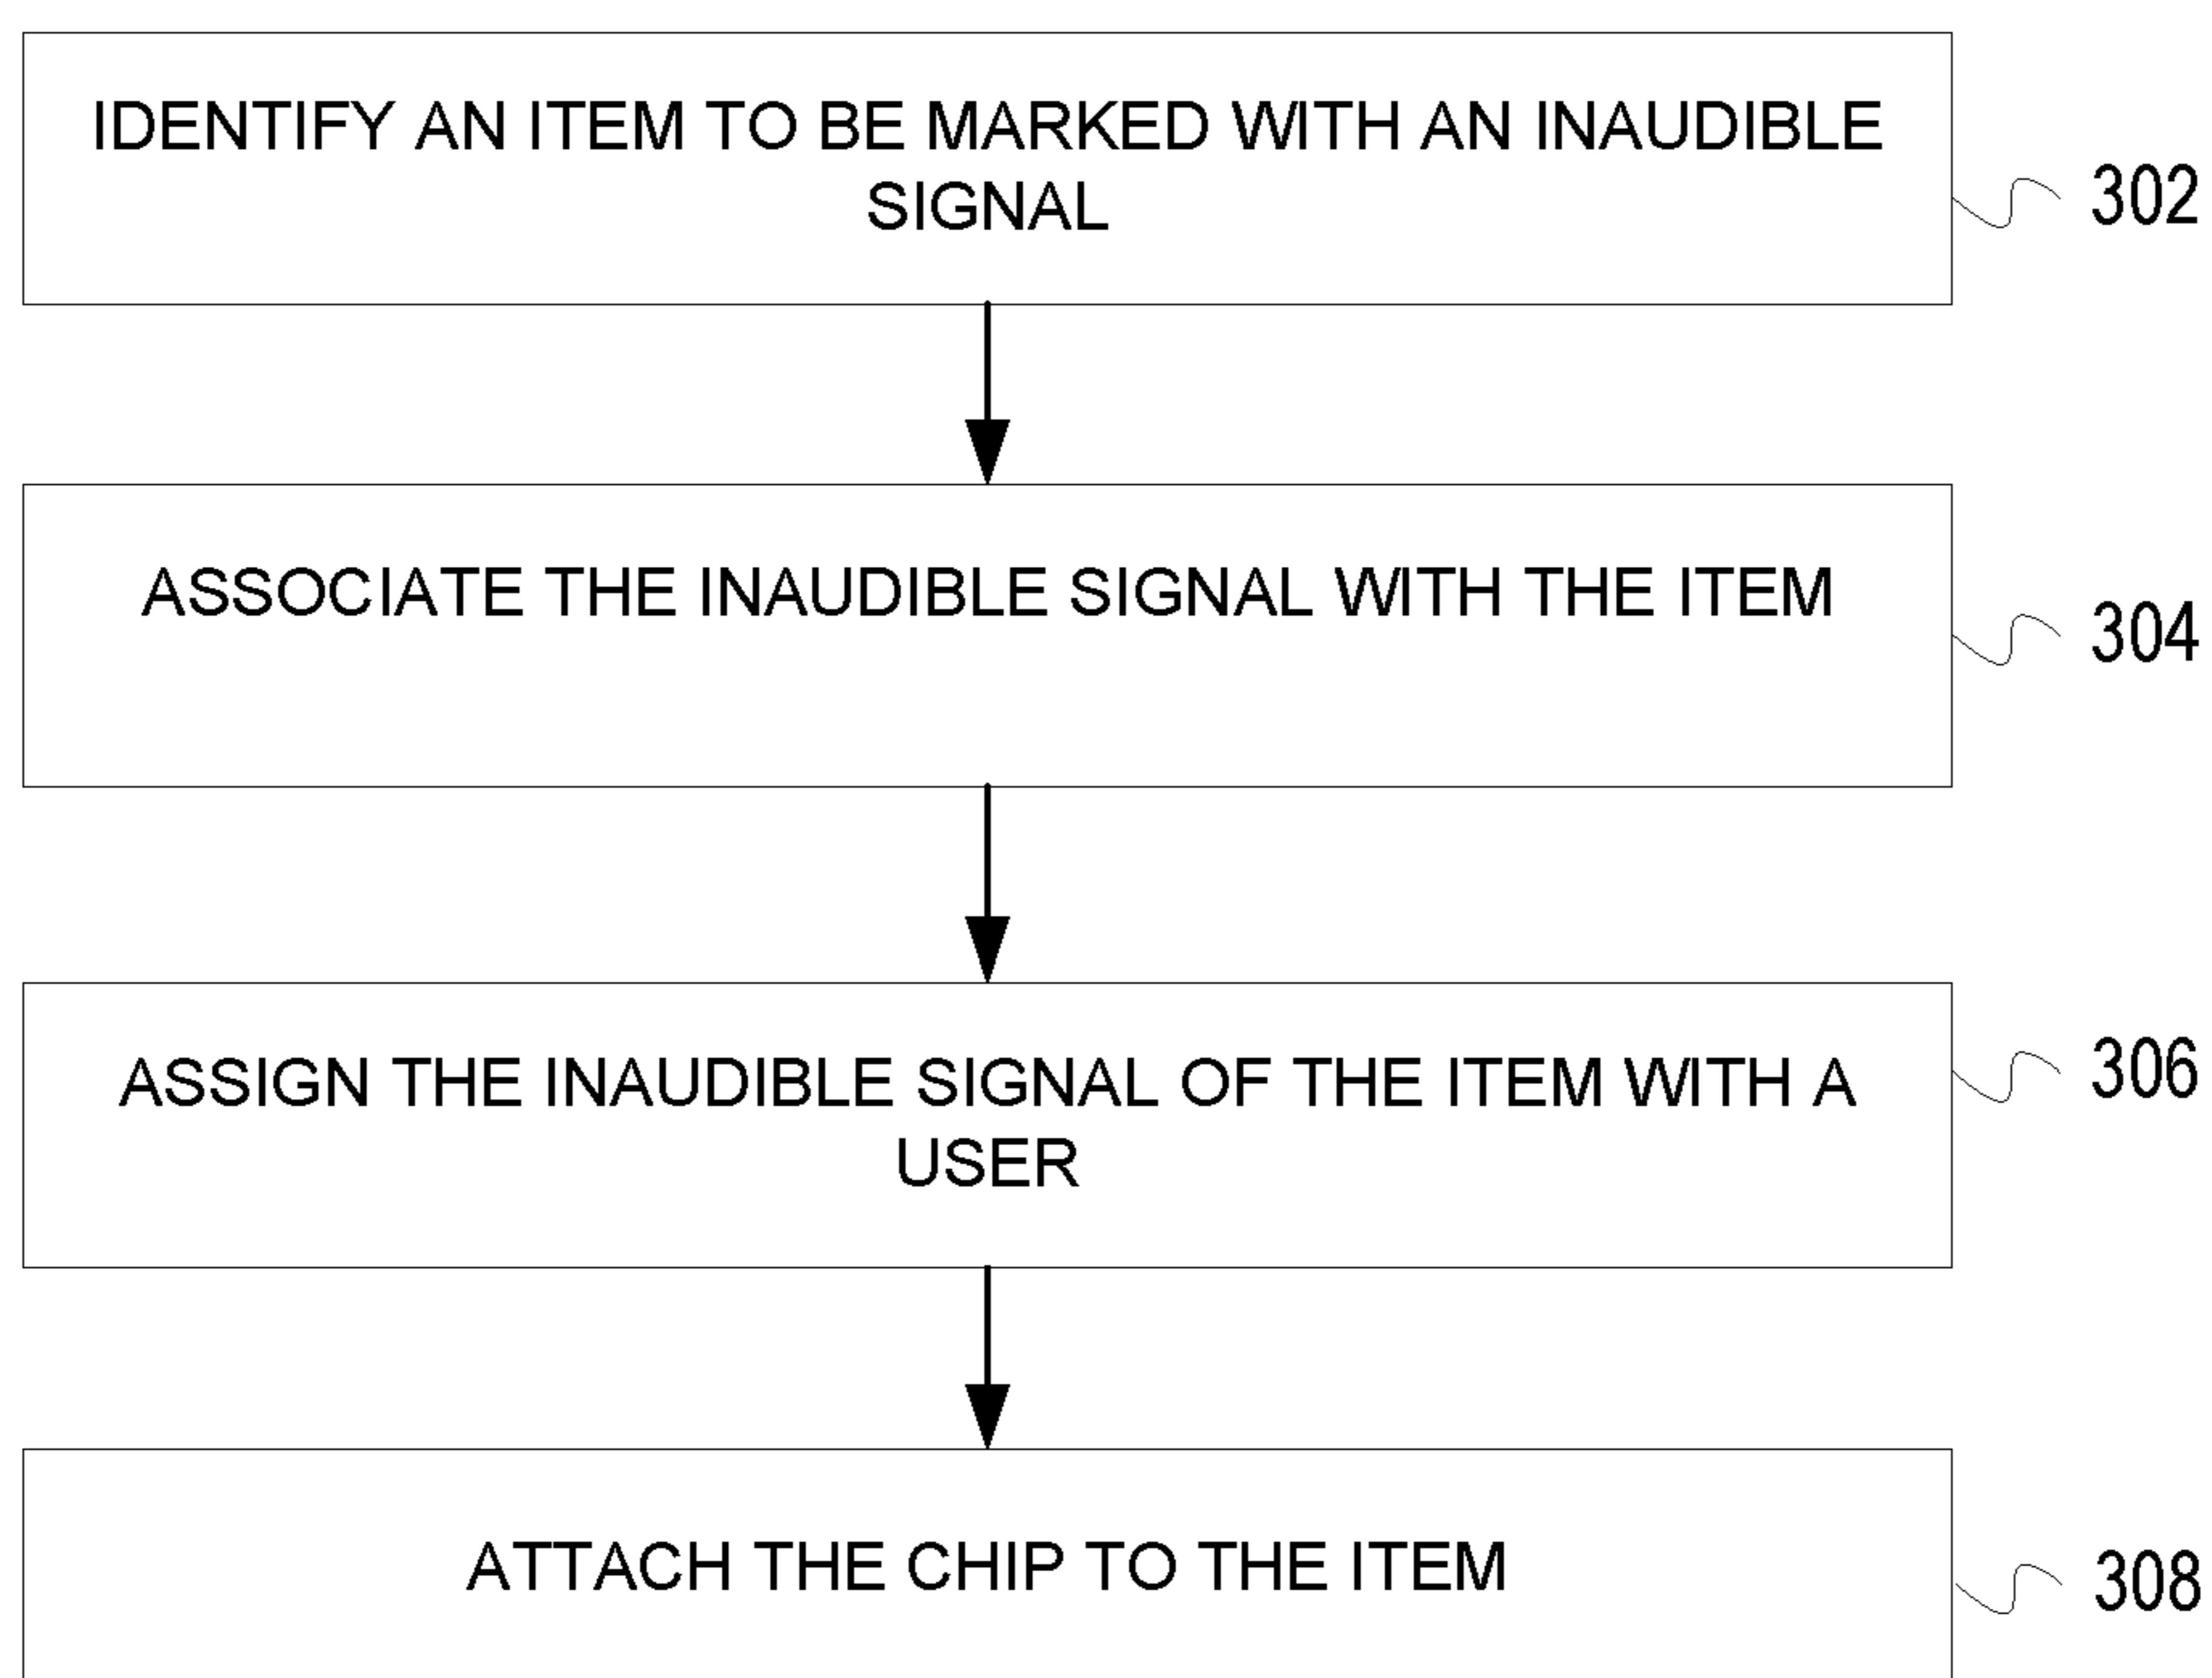 IDENTIFY AN ITEM TO BE MARKED WITH AN INAUDIBLE
SIGNAL
302
ASSOCIATE THE INAUDIBLE SIGNAL WITH THE ITEM
304
ASSIGN THE INAUDIBLE SIGNAL OF THE ITEM WITH A
USER
306
ATTACH THE CHIP TO THE ITEM
308